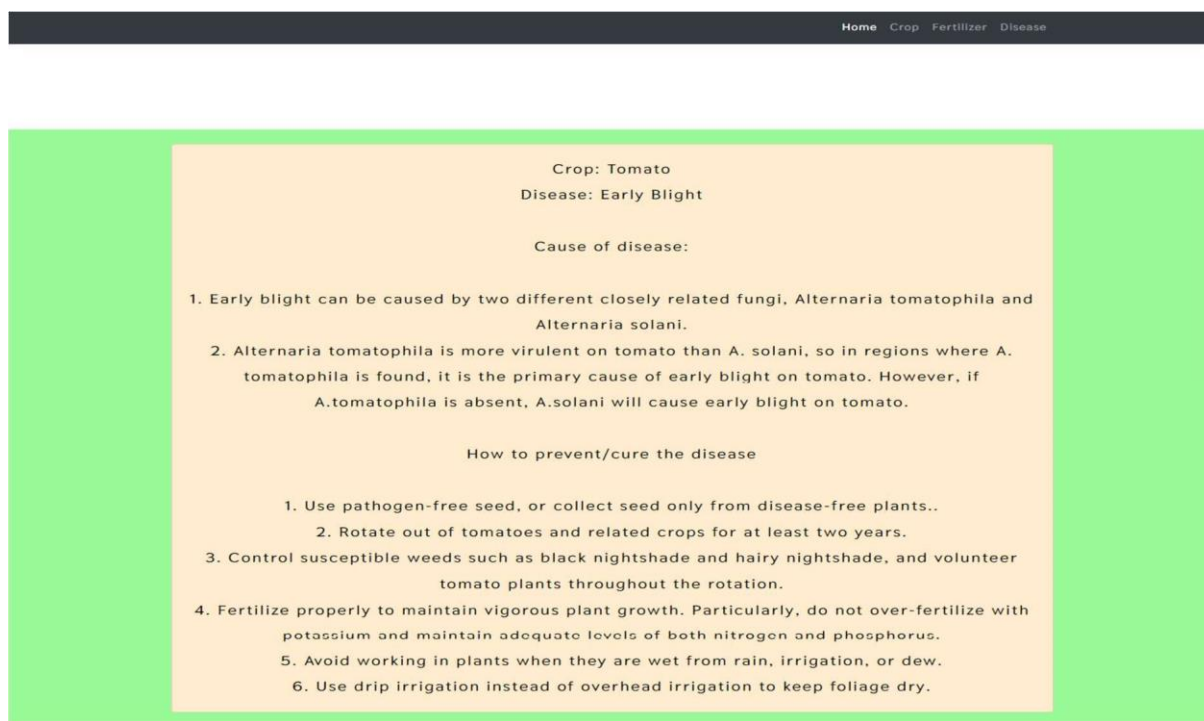 Home Crop Fertilizer Disease
Crop: Tomato
Disease: Early Blight
Cause of disease:
1. Early blight can be caused by two different closely related fungi, Alternaria tomatophila and
Alternaria solani.
2. Alternaria tomatophila is more virulent on tomato than A. solani, so in regions where A.
tomatophila is found, it is the primary cause of early blight on tomato. However, if
A.tomatophila is absent, A.solani will cause early blight on tomato.
How to prevent/cure the disease
1. Use pathogen-free seed, or collect seed only from disease-free plants..
2. Rotate out of tomatoes and related crops for at least two years.
3. Control susceptible weeds such as black nightshade and hairy nightshade, and volunteer
tomato plants throughout the rotation.
4. Fertilize properly to maintain vigorous plant growth. Particularly, do not over-fertilize with
potassium and maintain adequate levels of both nitrogen and phosphorus.
5. Avoid working in plants when they are wet from rain, irrigation, or dew.
6. Use drip irrigation instead of overhead irrigation to keep foliage dry.